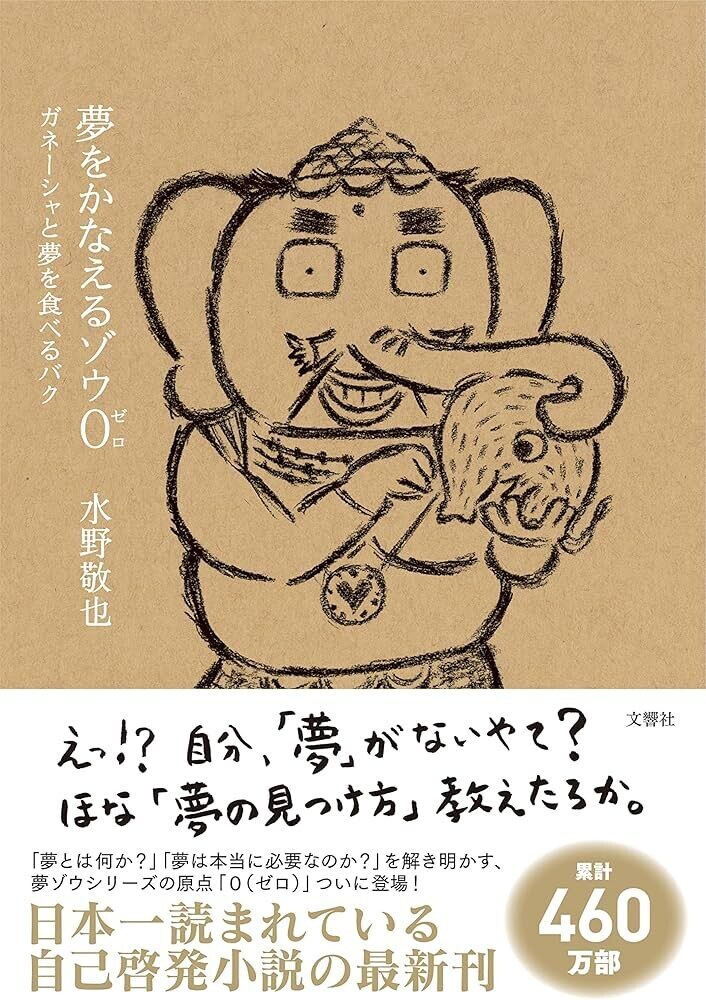 夢をかなえるゾウ0
ゼロ
ガネーシャと夢を食べるバク
水野敬也
文響社
えっ!? 自分、「夢」がないやて?
ほな「夢の見つけ方」教えたろか。
「夢とは何か?」「夢は本当に必要なのか?」を解き明かす、
夢ゾウシリーズの原点「0(ゼロ)」ついに登場!
日本一読まれている
自己啓発小説の最新刊
累計
460
万部